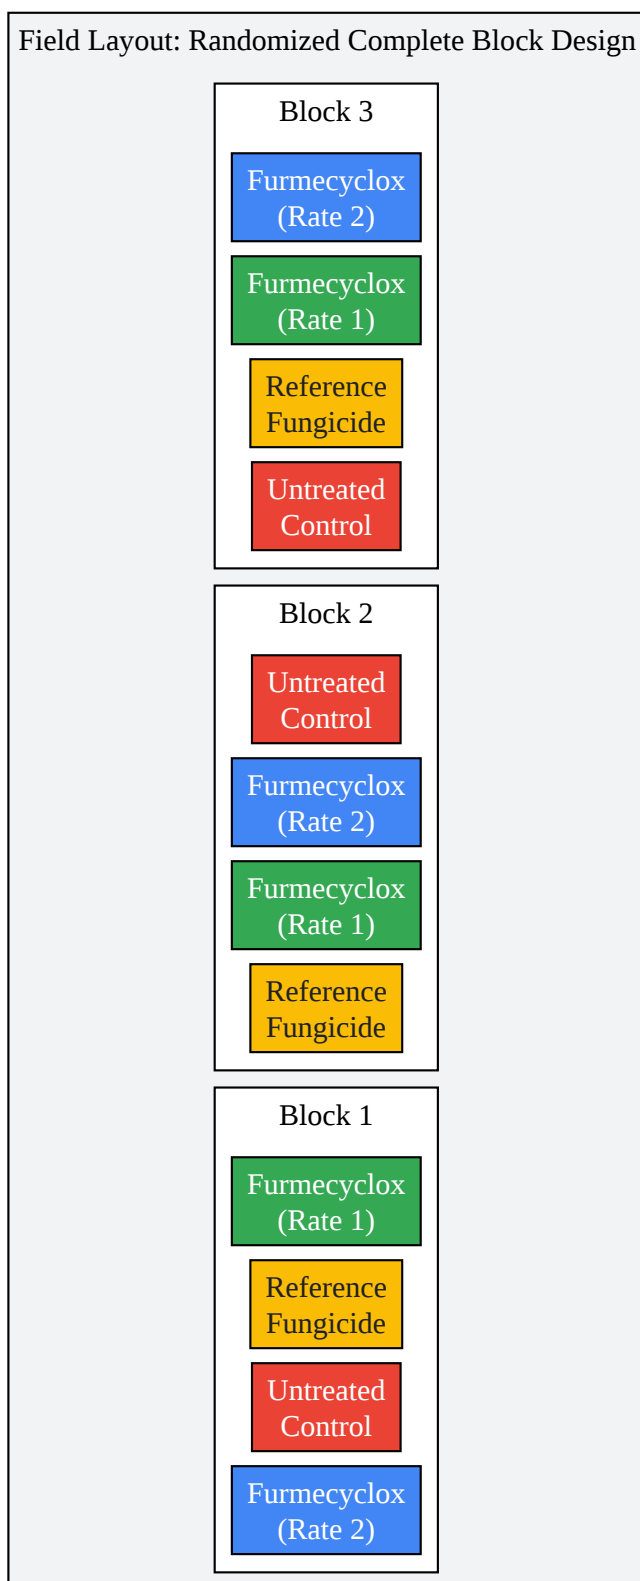 Field Layout: Randomized Complete Block Design
Block 3
Furmecyclox
(Rate 2)
Furmecyclox
(Rate 1)
Reference
Fungicide
Untreated
Control
Block 2
Untreated
Control
Furmecyclox
(Rate 2)
Furmecyclox
(Rate 1)
Reference
Fungicide
Block 1
Furmecyclox
(Rate 1)
Reference
Fungicide
Untreated
Control
Furmecyclox
(Rate 2)